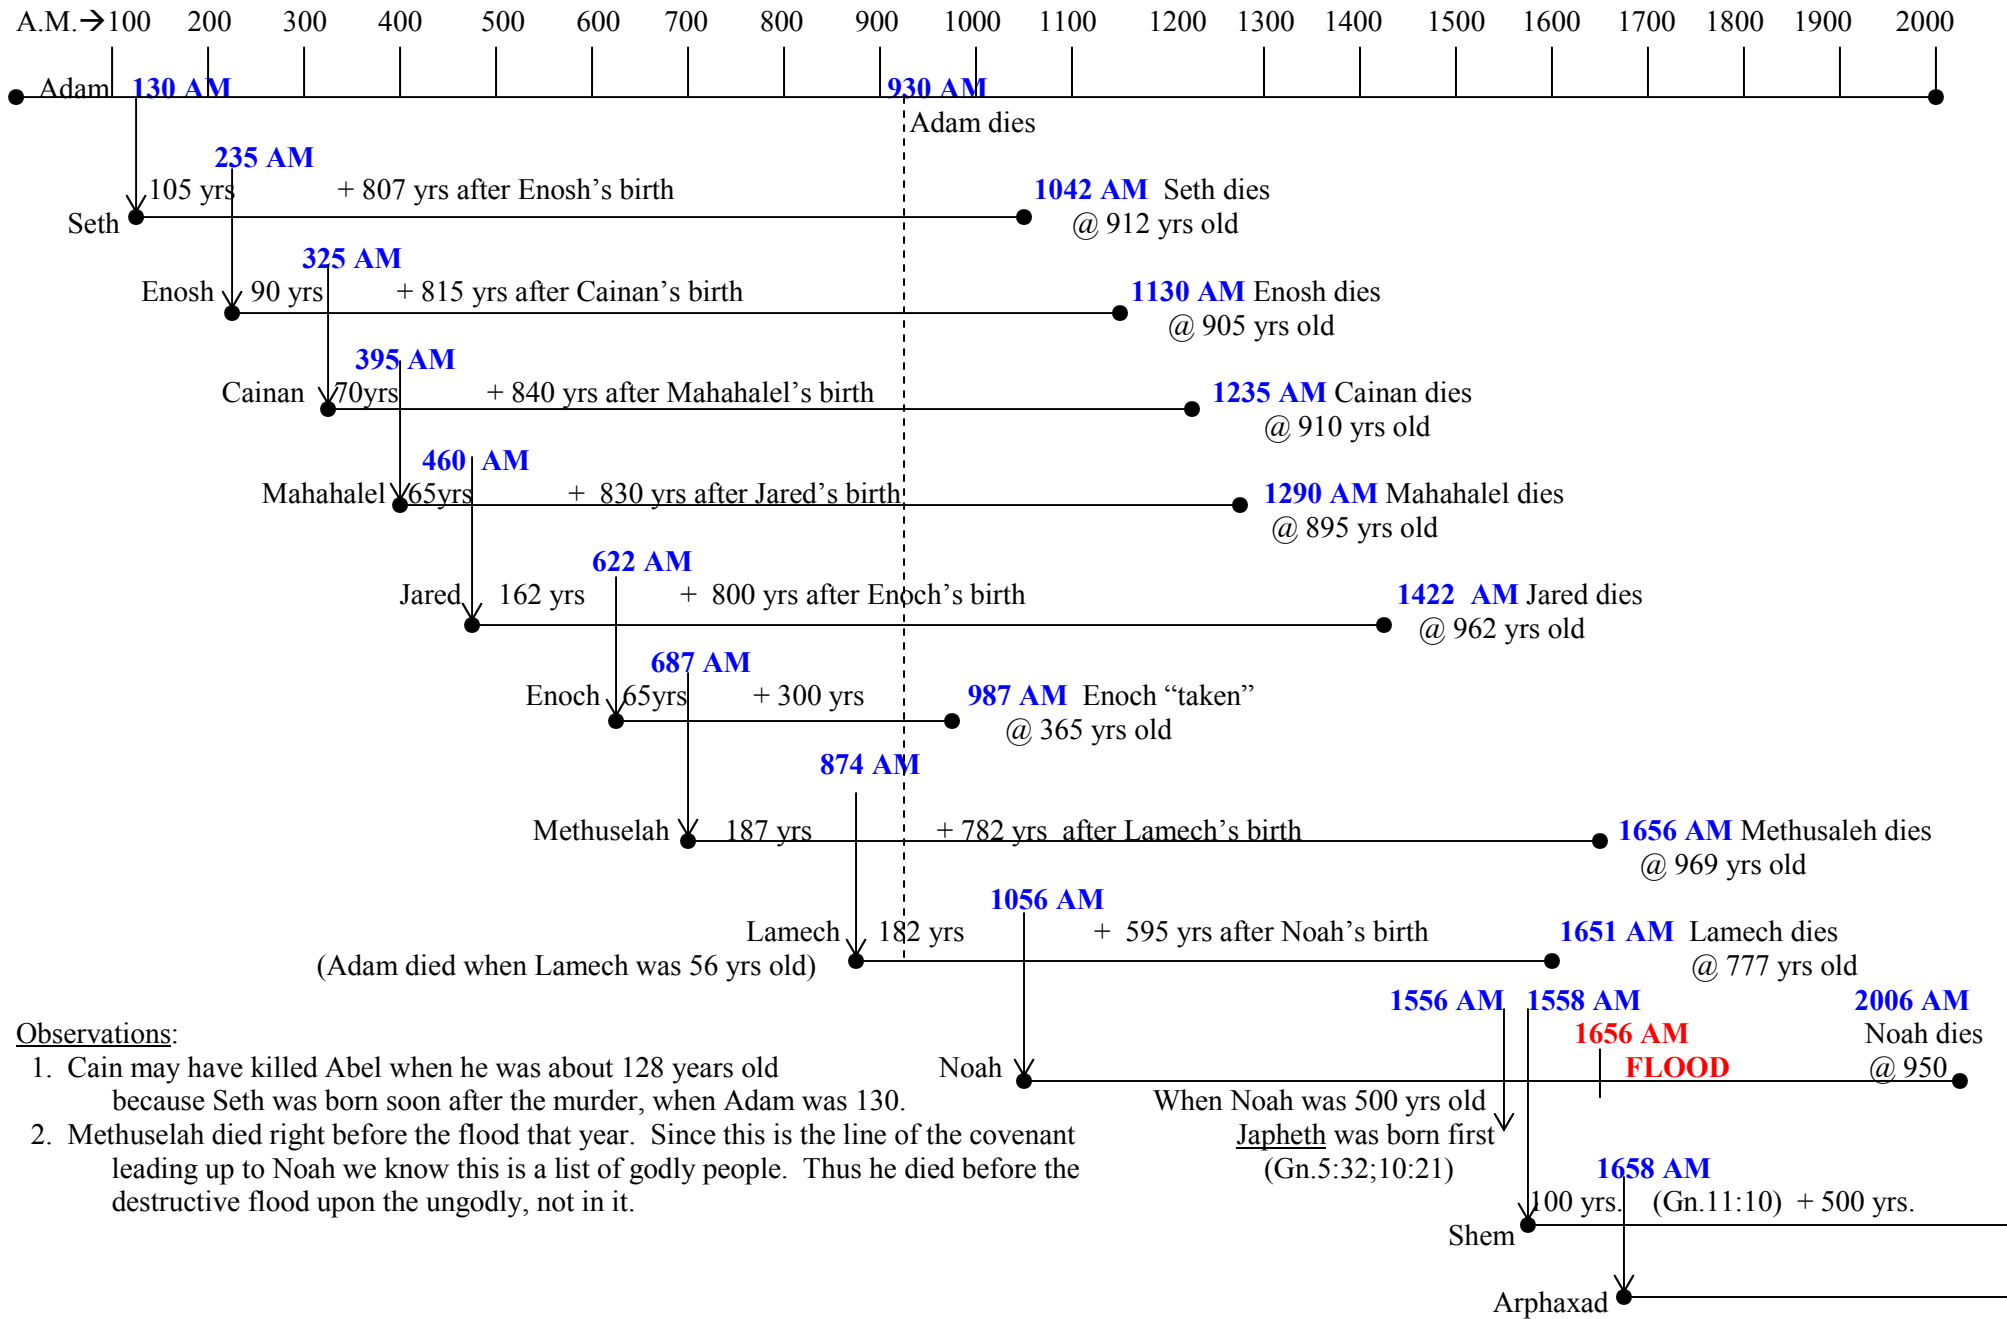 A.M.→100 200 300 400 500 600 700 800 900 1000 1100 1200 1300 1400 1500 1600 1700 1800 1900 2000
Adam 130 AM 930 AM
Adam dies
235 AM
105 yrs + 807 yrs after Enosh’s birth 1042 AM Seth dies
Seth @ 912 yrs old
325 AM
Enosh 90 yrs + 815 yrs after Cainan’s birth 1130 AM Enosh dies
@ 905 yrs old
395 AM
Cainan 70yrs + 840 yrs after Mahahalel’s birth 1235 AM Cainan dies
@ 910 yrs old
460 AM
Mahahalel 65yrs + 830 yrs after Jared’s birth 1290 AM Mahahalel dies
@ 895 yrs old
622 AM
Jared 162 yrs + 800 yrs after Enoch’s birth 1422 AM Jared dies
@ 962 yrs old
687 AM
Enoch 65yrs + 300 yrs 987 AM Enoch “taken”
@ 365 yrs old
874 AM
Methuselah 187 yrs + 782 yrs after Lamech’s birth 1656 AM Methusaleh dies
@ 969 yrs old
1056 AM
Lamech 182 yrs + 595 yrs after Noah’s birth 1651 AM Lamech dies
(Adam died when Lamech was 56 yrs old) @ 777 yrs old
1556 AM 1558 AM 2006 AM
Observations: 1656 AM Noah dies
1. Cain may have killed Abel when he was about 128 years old Noah FLOOD @ 950
because Seth was born soon after the murder, when Adam was 130. When Noah was 500 yrs old
2. Methuselah died right before the flood that year. Since this is the line of the covenant Japheth was born first
leading up to Noah we know this is a list of godly people. Thus he died before the (Gn.5:32;10:21) 1658 AM
destructive flood upon the ungodly, not in it. 100 yrs. (Gn.11:10) + 500 yrs.
Shem
Arphaxad